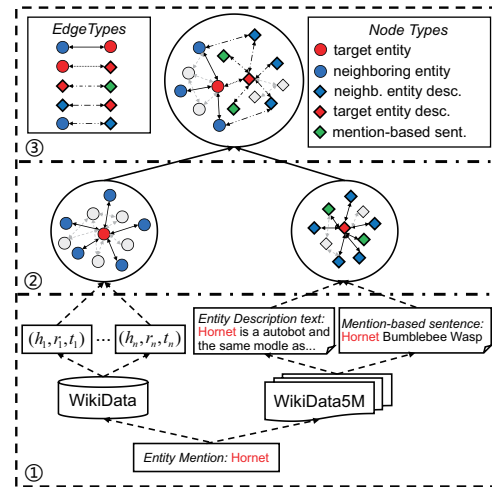 EdgeTypes
Node Types
target entity
neighboring entity
neighb. entity desc.
target entity desc.
mention-based sent.
③
②
(h₁,r₁,t₁) ··· (hₙ,rₙ,tₙ)
Entity Description text:
Hornet is a autobot and
the same modle as...
Mention-based sentence:
Hornet Bumblebee Wasp
WikiData
WikiData5M
Entity Mention: Hornet
①